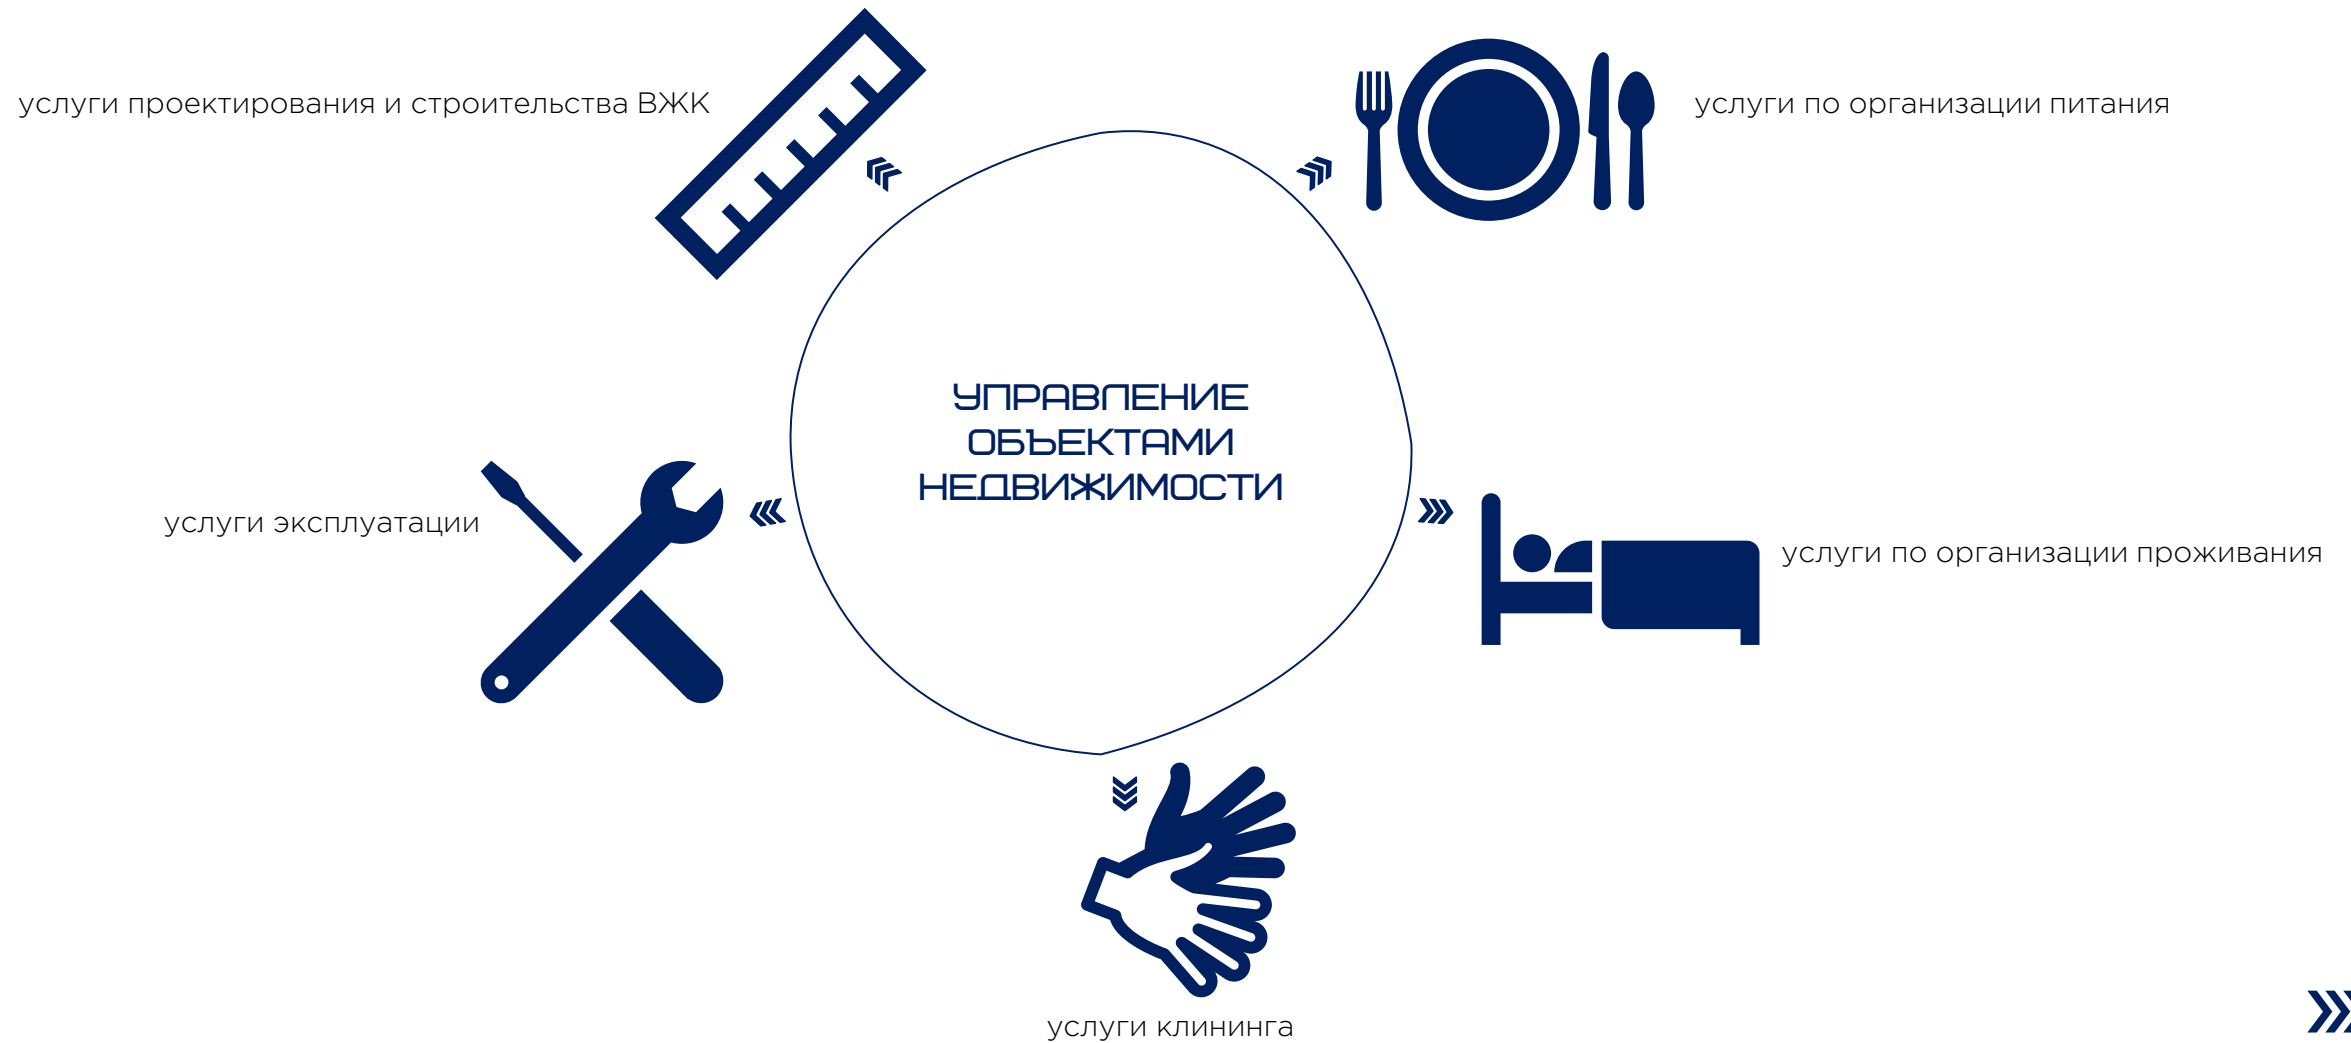 услуги проектирования и строительства ВЖК
услуги по организации питания
УПРАВЛЕНИЕ
ОБЪЕКТАМИ
НЕДВИЖИМОСТИ
услуги эксплуатации
услуги по организации проживания
услуги клининга